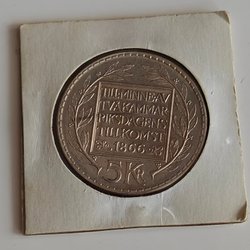 TILL MINNE AV
TVÅKAMMAR
RIKSDAGENS
TILLKOMST
1866
5 KR